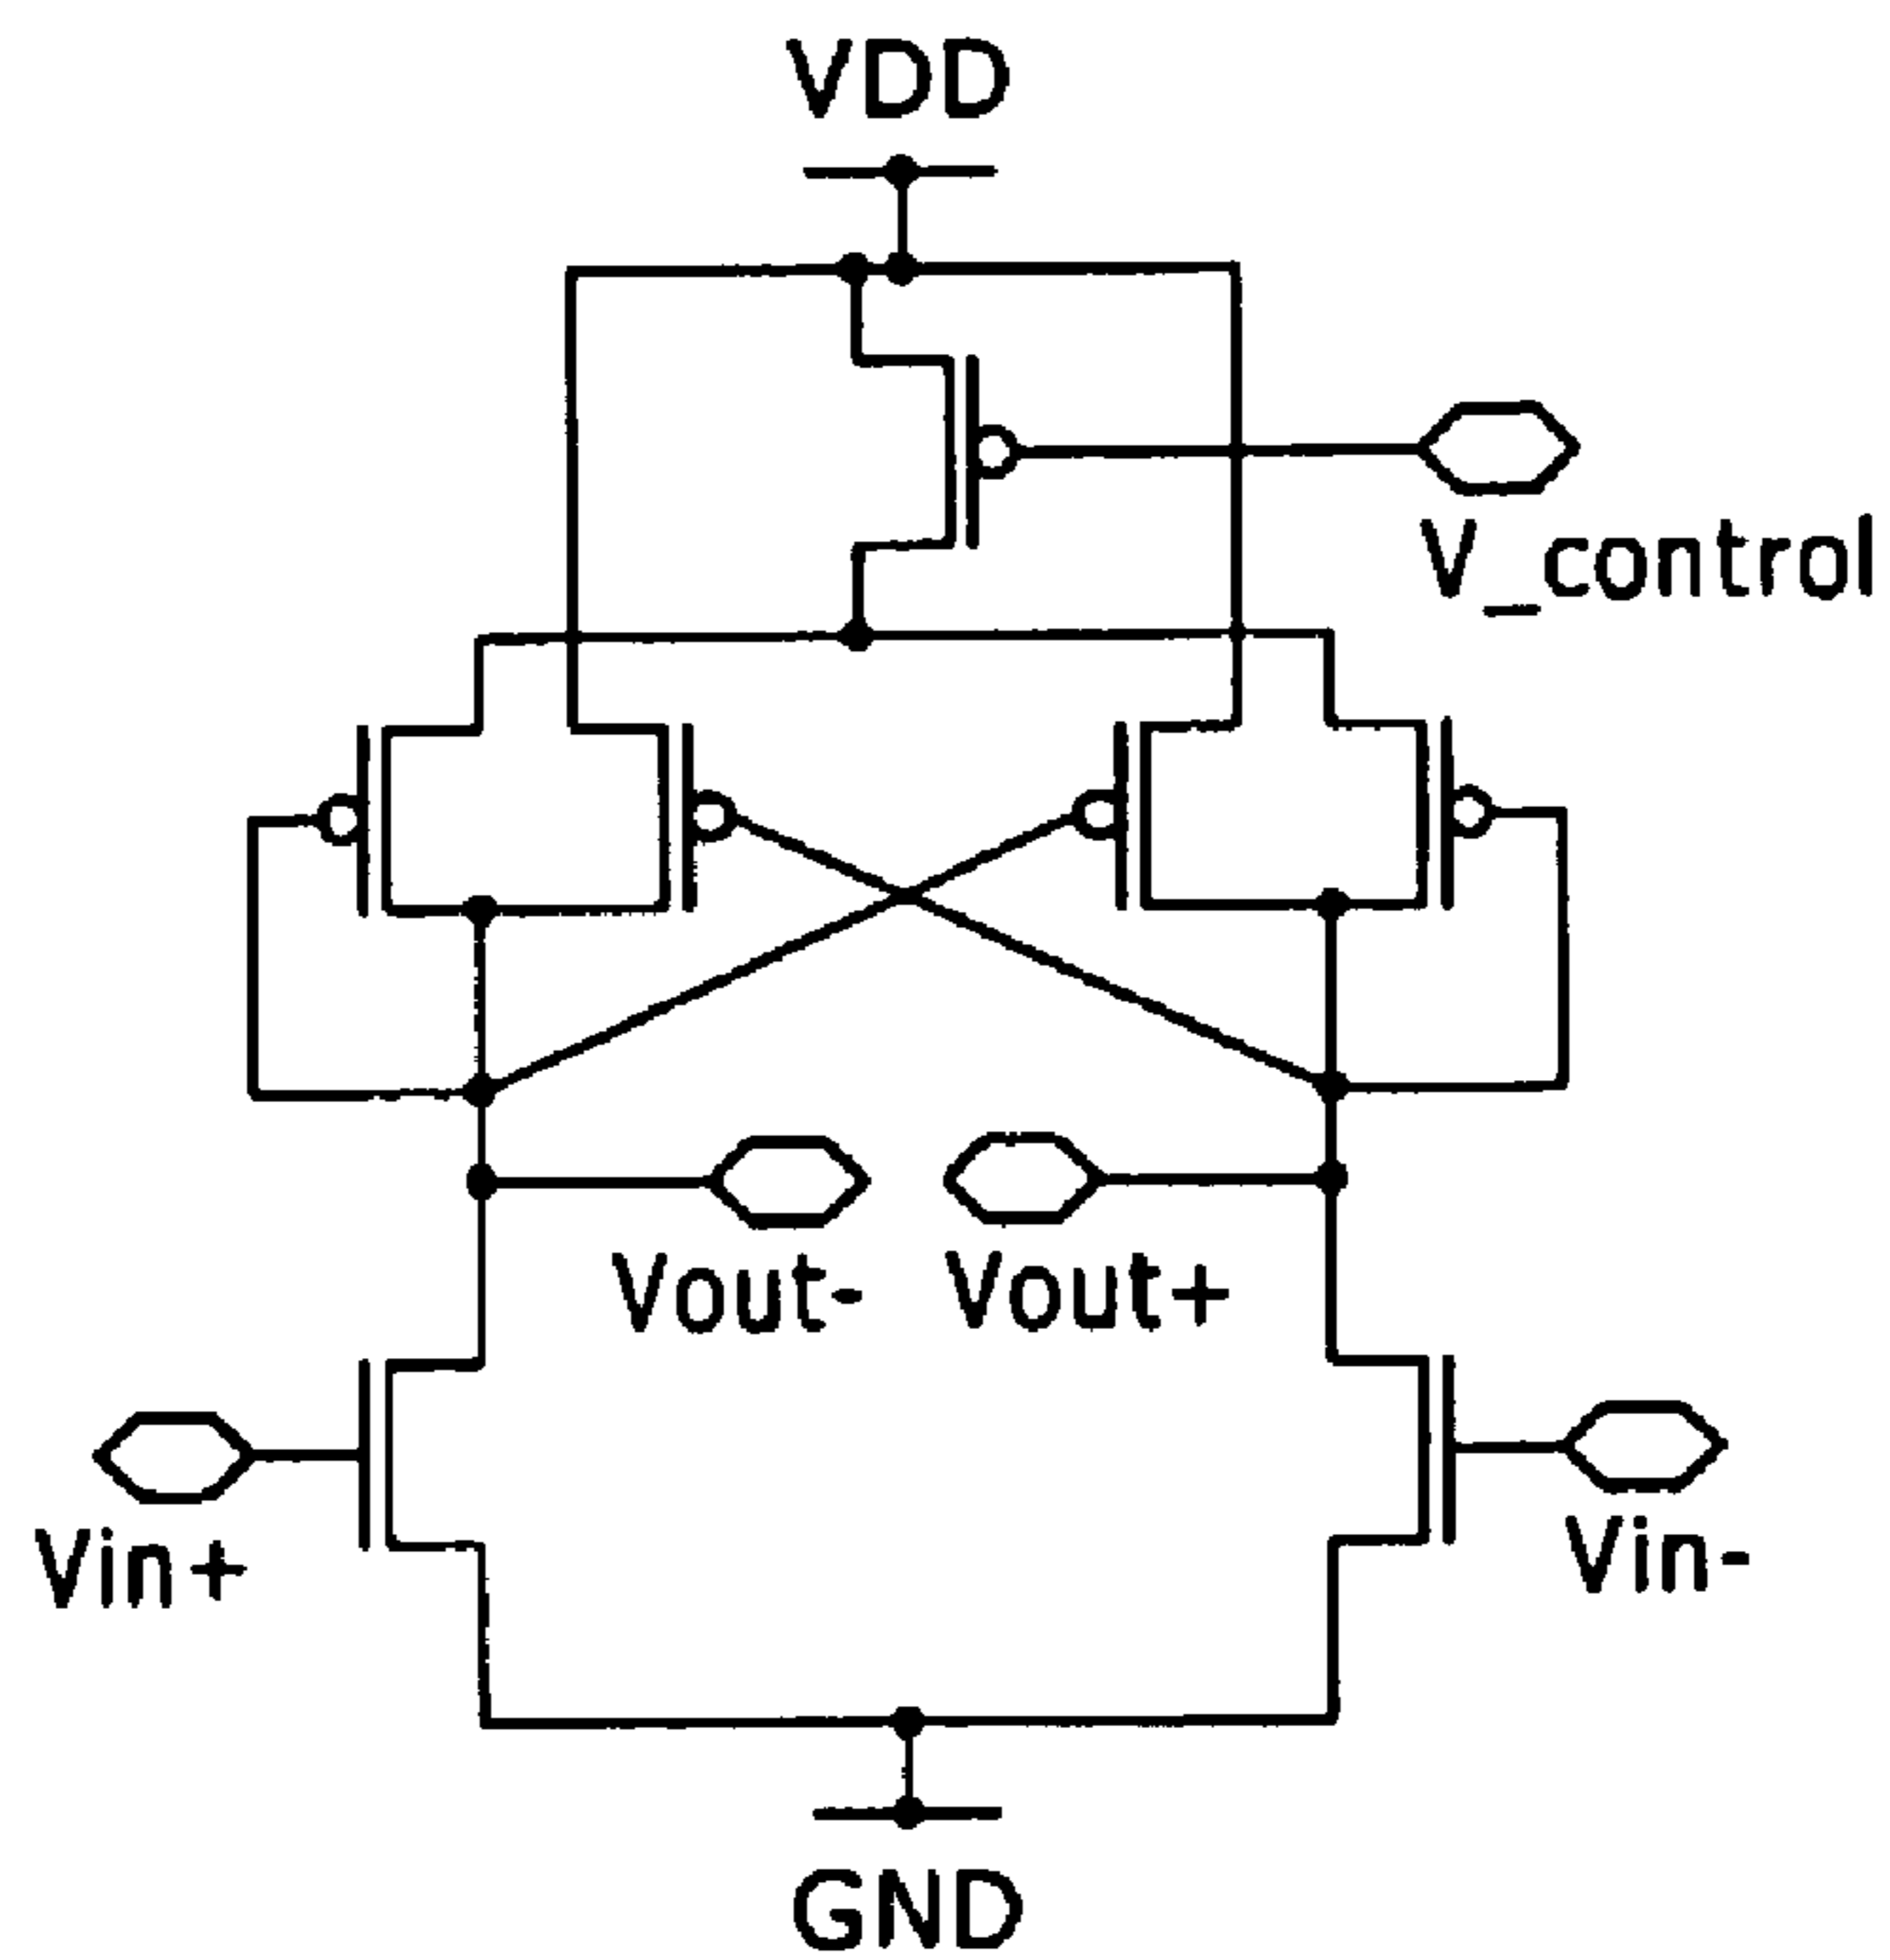 VDD
V_control
Vout-
Vout+
Vin+
Vin-
GND